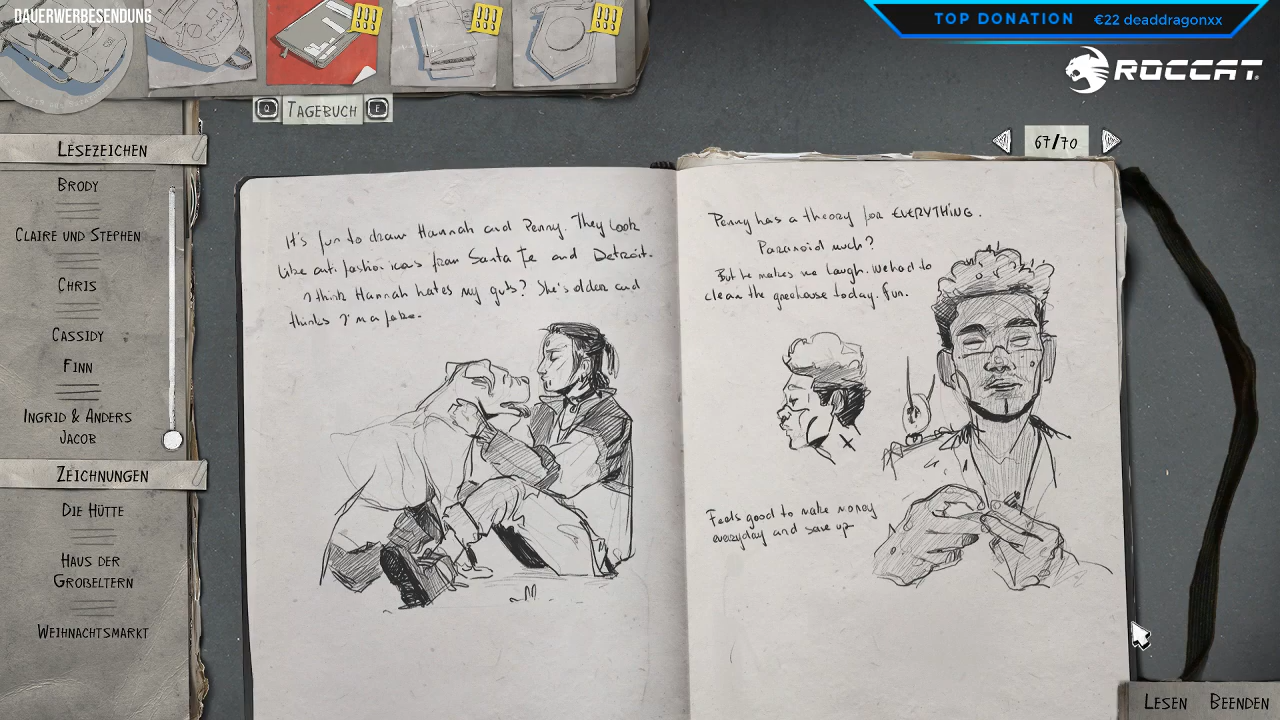 DAUERWERBESENDUNG
TOP DONATION €22 deaddragonxx
ROCCAT
Q TAGEBUCH E
67/70
LESEZEICHEN
BRODY
CLAIRE UND STEPHEN
CHRIS
CASSIDY
FINN
INGRID & ANDERS
JACOB
ZEICHNUNGEN
DIE HÜTTE
HAUS DER
GROßELTERN
WEIHNACHTSMARKT
It's fun to draw Hannah and Penny. They look
like anti fashion icons from Santa Fe and Detroit.
I think Hannah hates my guts? She's older and
thinks I'm a fake.
Penny has a theory for EVERYTHING.
Paranoid much?
But he makes me laugh. We had to
clean the greenhouse today. Fun.
Feels good to make money
everyday and save up
LESEN BEENDEN